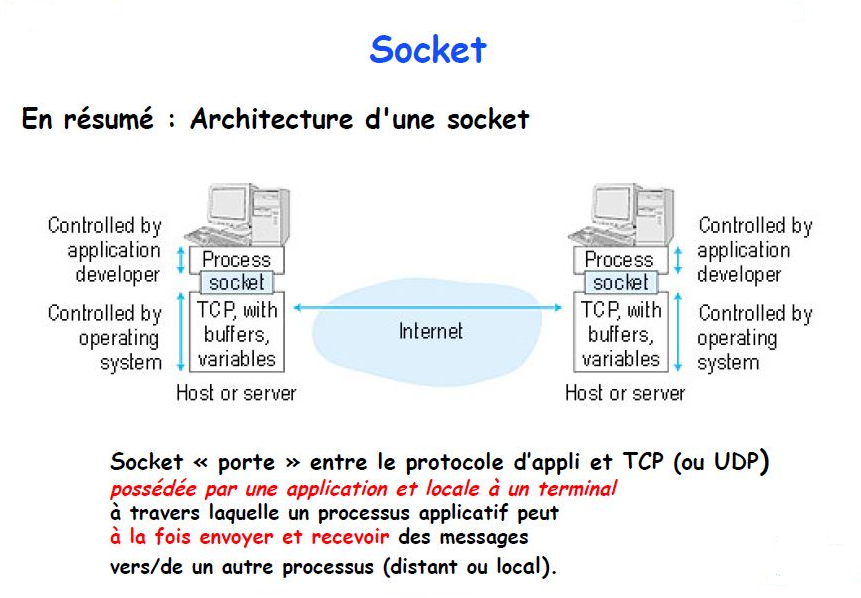 Socket
En résumé : Architecture d'une socket
Controlled by
application
developer
Process
socket
Controlled by
operating
system
TCP, with
buffers,
variables
Host or server
Internet
Process
socket
TCP, with
buffers,
variables
Host or server
Controlled by
application
developer
Controlled by
operating
system
Socket « porte » entre le protocole d'appli et TCP (ou UDP)
possédée par une application et locale à un terminal
à travers laquelle un processus applicatif peut
à la fois envoyer et recevoir des messages
vers/de un autre processus (distant ou local).